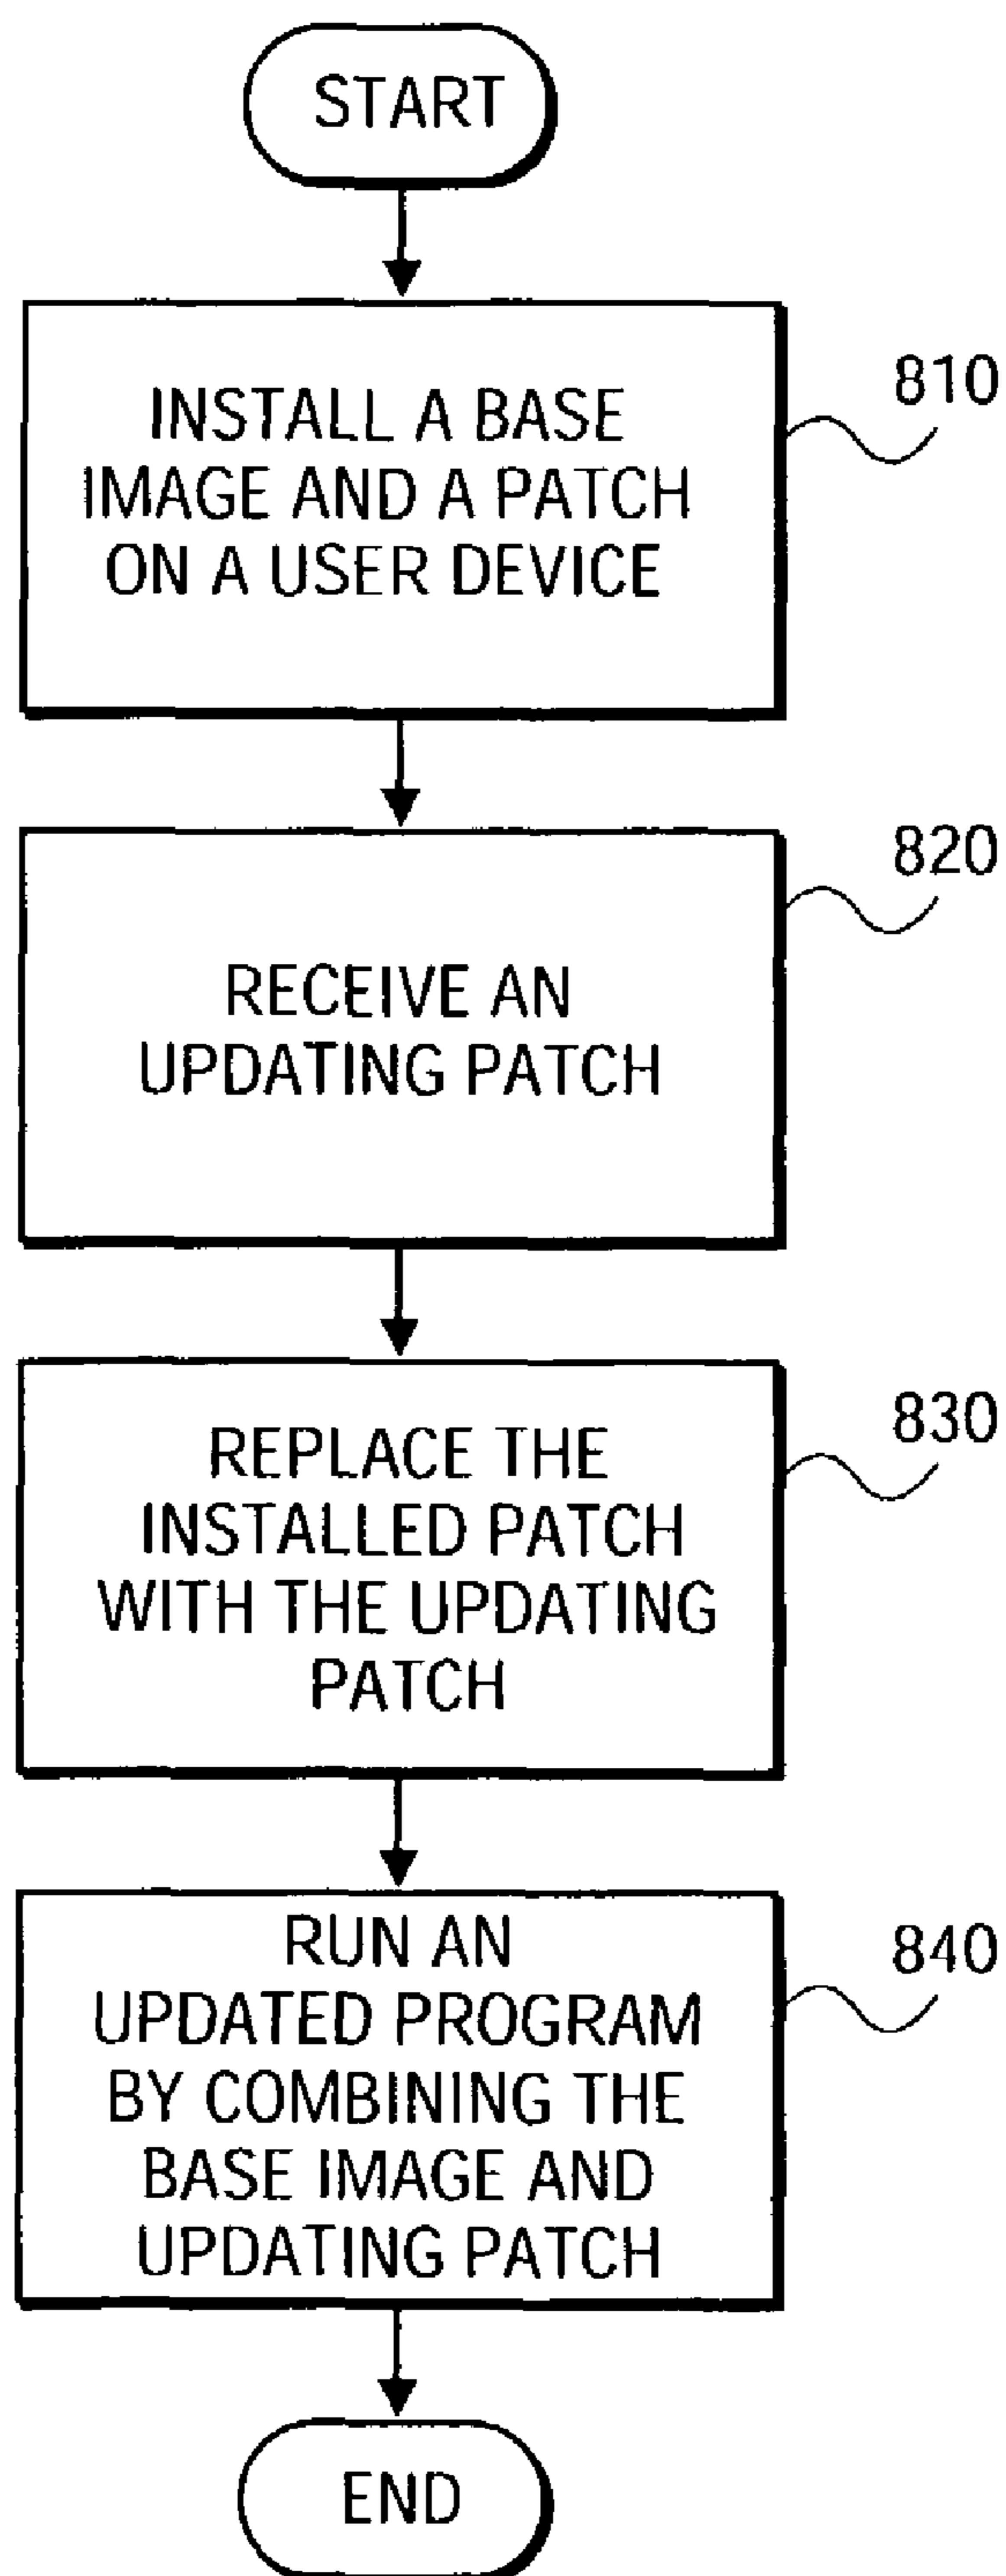 START
INSTALL A BASE
IMAGE AND A PATCH
ON A USER DEVICE
810
RECEIVE AN
UPDATING PATCH
820
REPLACE THE
INSTALLED PATCH
WITH THE UPDATING
PATCH
830
RUN AN
UPDATED PROGRAM
BY COMBINING THE
BASE IMAGE AND
UPDATING PATCH
840
END